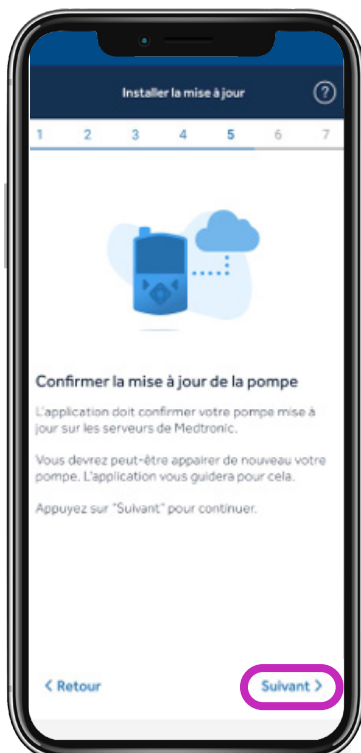 Installer la mise à jour ?
1 2 3 4 5 6 7
Confirmer la mise à jour de la pompe
L'application doit confirmer votre pompe mise à
jour sur les serveurs de Medtronic.
Vous devrez peut-être appairer de nouveau votre
pompe. L'application vous guidera pour cela.
Appuyez sur "Suivant" pour continuer.
< Retour Suivant >